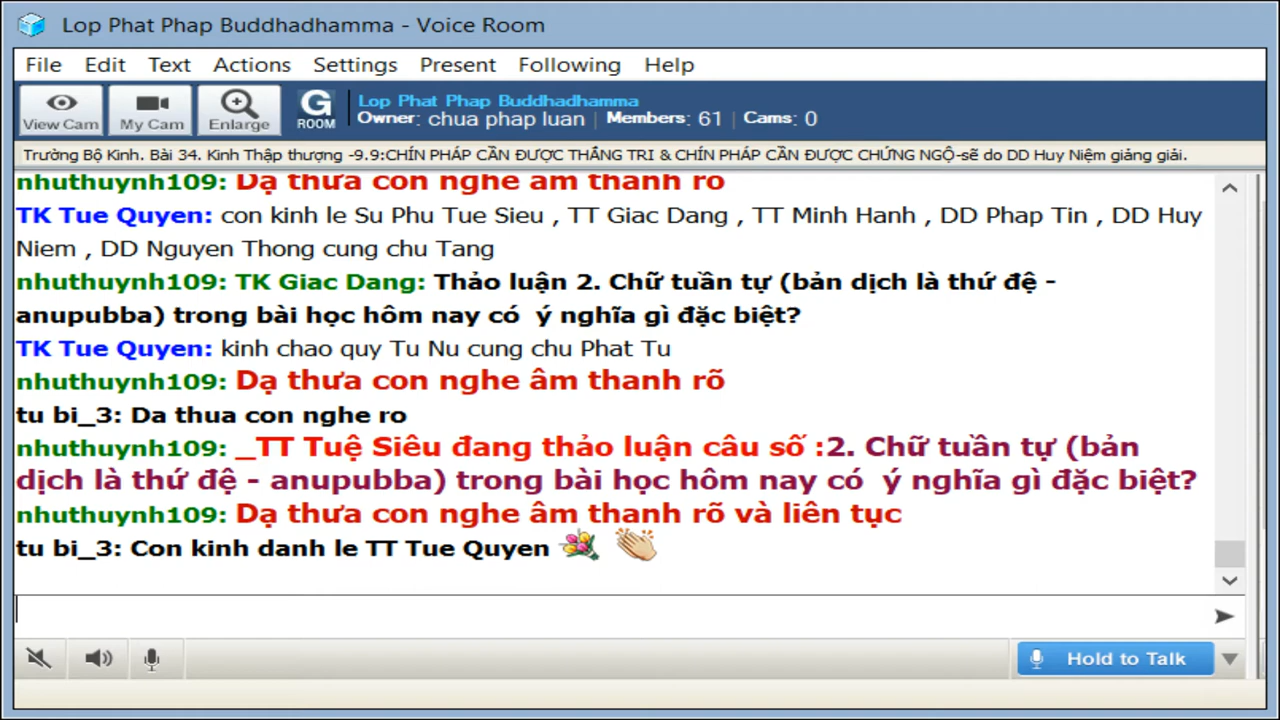 Lop Phat Phap Buddhadhamma - Voice Room
File Edit Text Actions Settings Present Following Help
View Cam My Cam Enlarge G ROOM
Lop Phat Phap Buddhadhamma
Owner: chua phap luan | Members: 61 | Cams: 0
Trường Bộ Kinh. Bài 34. Kinh Thập thượng -9.9:CHÍN PHÁP CẦN ĐƯỢC THẮNG TRI & CHÍN PHÁP CẦN ĐƯỢC CHỨNG NGỘ-sẽ do DD Huy Niệm giảng giải.
nhuthuynh109: Dạ thưa con nghe âm thanh rõ
TK Tue Quyen: con kinh le Su Phu Tue Sieu , TT Giac Dang , TT Minh Hanh , DD Phap Tin , DD Huy
Niem , DD Nguyen Thong cung chu Tang
nhuthuynh109: TK Giac Dang: Thảo luận 2. Chữ tuần tự (bản dịch là thứ đệ -
anupubba) trong bài học hôm nay có ý nghĩa gì đặc biệt?
TK Tue Quyen: kinh chao quy Tu Nu cung chu Phat Tu
nhuthuynh109: Dạ thưa con nghe âm thanh rõ
tu bi_3: Da thua con nghe ro
nhuthuynh109: _TT Tuệ Siêu đang thảo luận câu số :2. Chữ tuần tự (bản
dịch là thứ đệ - anupubba) trong bài học hôm nay có ý nghĩa gì đặc biệt?
nhuthuynh109: Dạ thưa con nghe âm thanh rõ và liên tục
tu bi_3: Con kinh danh le TT Tue Quyen
Hold to Talk